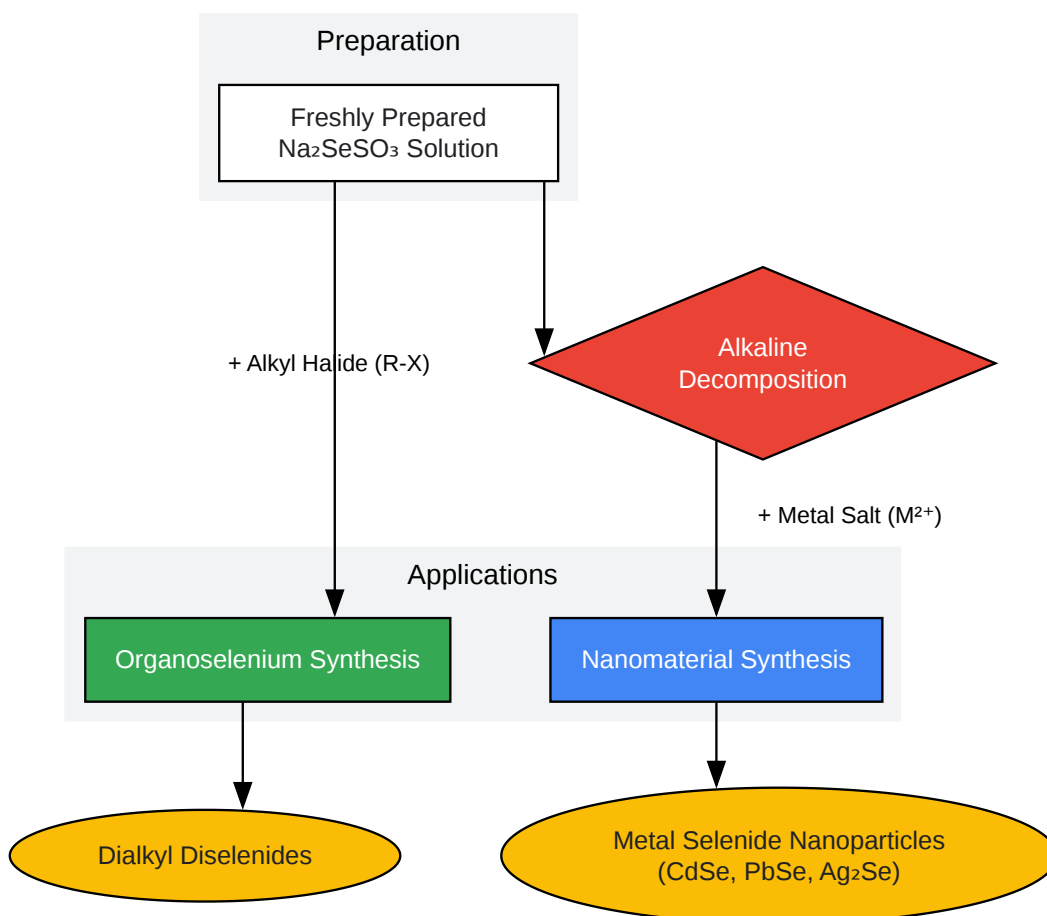 Preparation
Freshly Prepared
Na₂SeSO₃ Solution
+ Alkyl Halide (R-X)
Alkaline
Decomposition
+ Metal Salt (M²⁺)
Applications
Organoselenium Synthesis
Nanomaterial Synthesis
Dialkyl Diselenides
Metal Selenide Nanoparticles
(CdSe, PbSe, Ag₂Se)